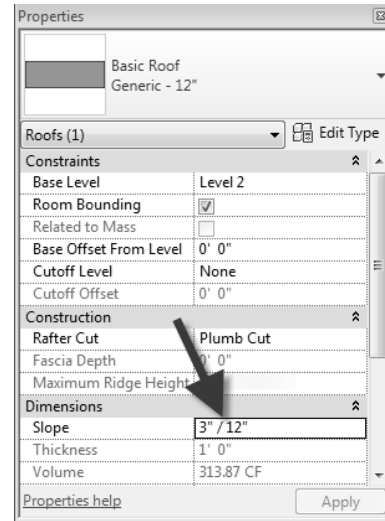 Properties
Basic Roof
Generic - 12"
Roofs (1) Edit Type
Constraints
Base Level Level 2
Room Bounding
Related to Mass
Base Offset From Level 0' 0"
Cutoff Level None
Cutoff Offset 0' 0"
Construction
Rafter Cut Plumb Cut
Fascia Depth 0' 0"
Maximum Ridge Height
Dimensions
Slope 3" / 12"
Thickness 1' 0"
Volume 313.87 CF
Properties help Apply